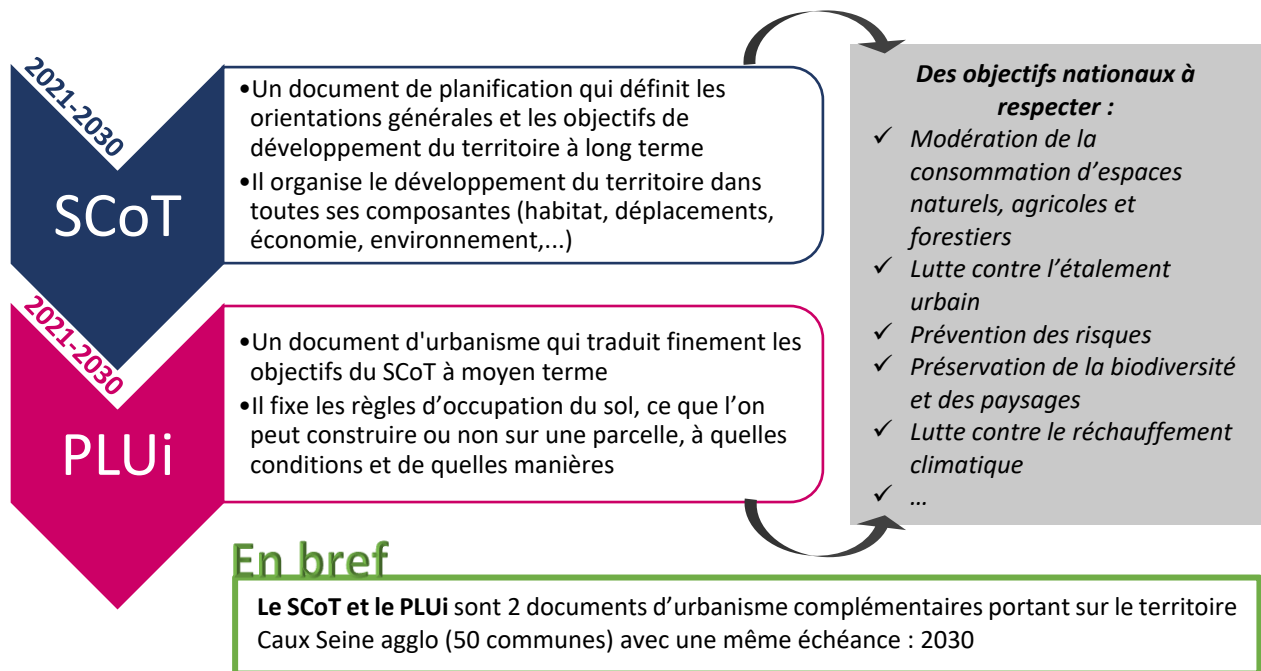 2021-2030
SCoT
•Un document de planification qui définit les
orientations générales et les objectifs de
développement du territoire à long terme
•Il organise le développement du territoire dans
toutes ses composantes (habitat, déplacements,
économie, environnement,...)
2021-2030
PLUi
•Un document d'urbanisme qui traduit finement les
objectifs du SCoT à moyen terme
•Il fixe les règles d’occupation du sol, ce que l’on
peut construire ou non sur une parcelle, à quelles
conditions et de quelles manières
Des objectifs nationaux à
respecter :
✓ Modération de la
consommation d’espaces
naturels, agricoles et
forestiers
✓ Lutte contre l’étalement
urbain
✓ Prévention des risques
✓ Préservation de la biodiversité
et des paysages
✓ Lutte contre le réchauffement
climatique
✓ …
En bref
Le SCoT et le PLUi sont 2 documents d’urbanisme complémentaires portant sur le territoire
Caux Seine agglo (50 communes) avec une même échéance : 2030